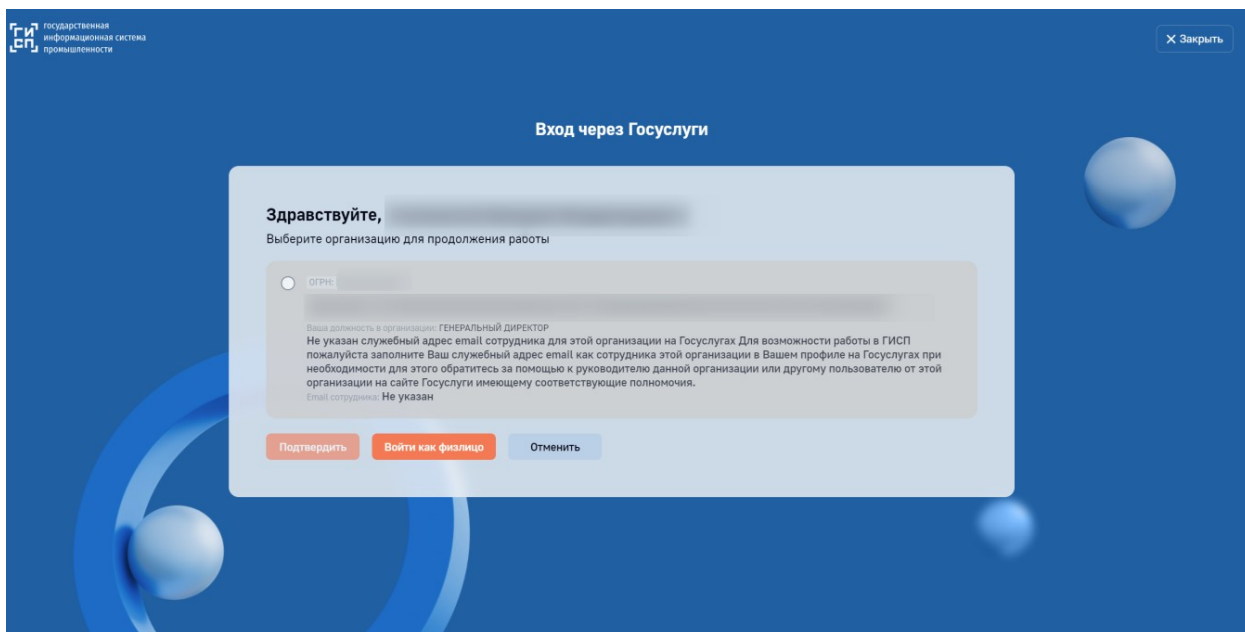 государственная
информационная система
промышленности
Закрыть
Вход через Госуслуги
Здравствуйте,
Выберите организацию для продолжения работы
ОГРН:
Ваша должность в организации: ГЕНЕРАЛЬНЫЙ ДИРЕКТОР
Не указан служебный адрес email сотрудника для этой организации на Госуслугах Для возможности работы в ГИСП
пожалуйста заполните Ваш служебный адрес email как сотрудника этой организации в Вашем профиле на Госуслугах при
необходимости для этого обратитесь за помощью к руководителю данной организации или другому пользователю от этой
организации на сайте Госуслуги имеющему соответствующие полномочия.
Email сотрудника: Не указан
Подтвердить Войти как физлицо Отменить